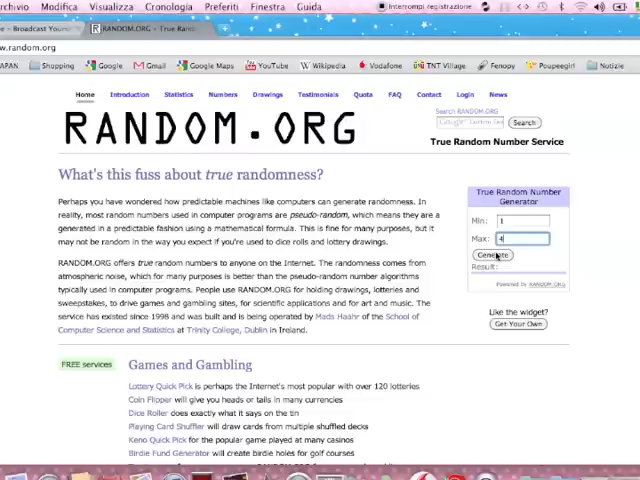 rchivio Modifica Visualizza Cronologia Preferiti Finestra Guida Interrompi registrazione
e – Broadcast Yourse RANDOM.ORG – True Rand
w.random.org
APAN Shopping Google Gmail Google Maps YouTube Wikipedia Vodafone TNT Village Fenopy Poupeegirl Notizie
Home Introduction Statistics Numbers Drawings Testimonials Quota FAQ Contact Login News
RANDOM.ORG
Search RANDOM.ORG
Search
True Random Number Service
What's this fuss about true randomness?
Perhaps you have wondered how predictable machines like computers can generate randomness. In
reality, most random numbers used in computer programs are pseudo-random, which means they are
generated in a predictable fashion using a mathematical formula. This is fine for many purposes, but it
may not be random in the way you expect if you're used to dice rolls and lottery drawings.
RANDOM.ORG offers true random numbers to anyone on the Internet. The randomness comes from
atmospheric noise, which for many purposes is better than the pseudo-random number algorithms
typically used in computer programs. People use RANDOM.ORG for holding drawings, lotteries and
sweepstakes, to drive games and gambling sites, for scientific applications and for art and music. The
service has existed since 1998 and was built and is being operated by Mads Haahr of the School of
Computer Science and Statistics at Trinity College, Dublin in Ireland.
True Random Number
Generator
Min: 1
Max: 4
Generate
Result:
Powered by RANDOM.ORG
Like the widget?
Get Your Own
FREE services
Games and Gambling
Lottery Quick Pick is perhaps the Internet's most popular with over 120 lotteries
Coin Flipper will give you heads or tails in many currencies
Dice Roller does exactly what it says on the tin
Playing Card Shuffler will draw cards from multiple shuffled decks
Keno Quick Pick for the popular game played at many casinos
Birdie Fund Generator will create birdie holes for golf courses